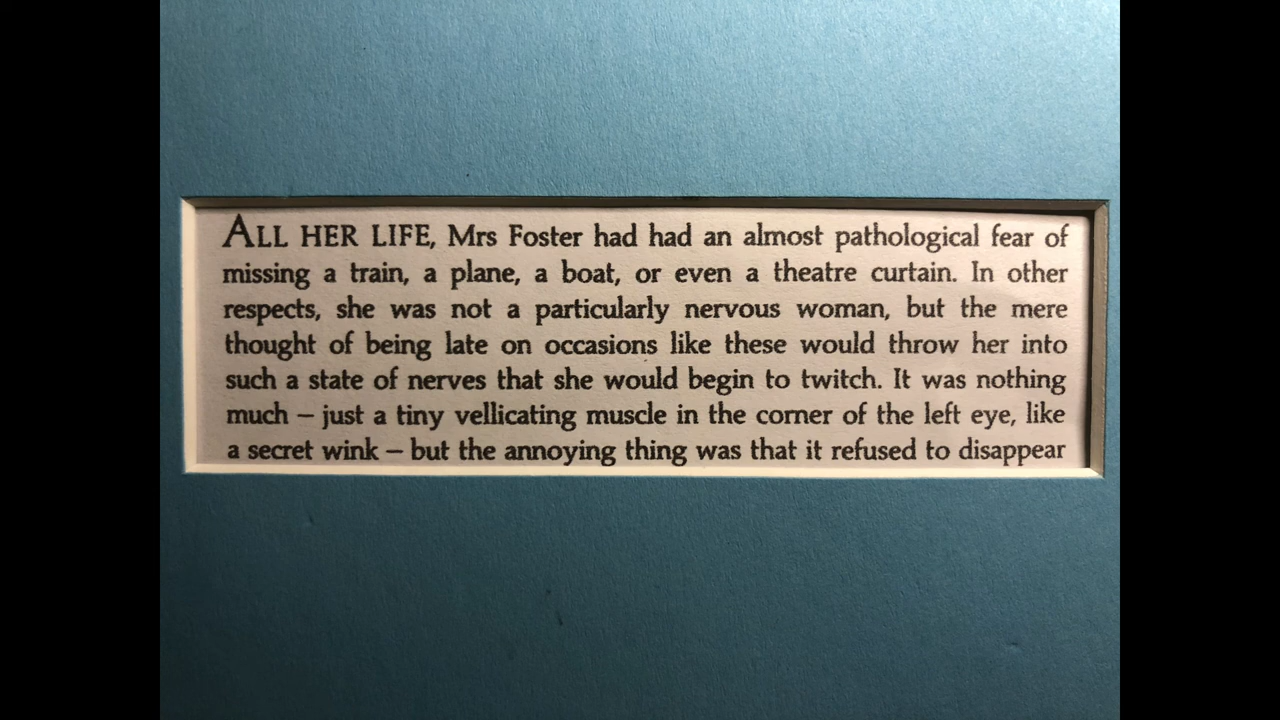 ALL HER LIFE, Mrs Foster had had an almost pathological fear of
missing a train, a plane, a boat, or even a theatre curtain. In other
respects, she was not a particularly nervous woman, but the mere
thought of being late on occasions like these would throw her into
such a state of nerves that she would begin to twitch. It was nothing
much – just a tiny vellicating muscle in the corner of the left eye, like
a secret wink – but the annoying thing was that it refused to disappear